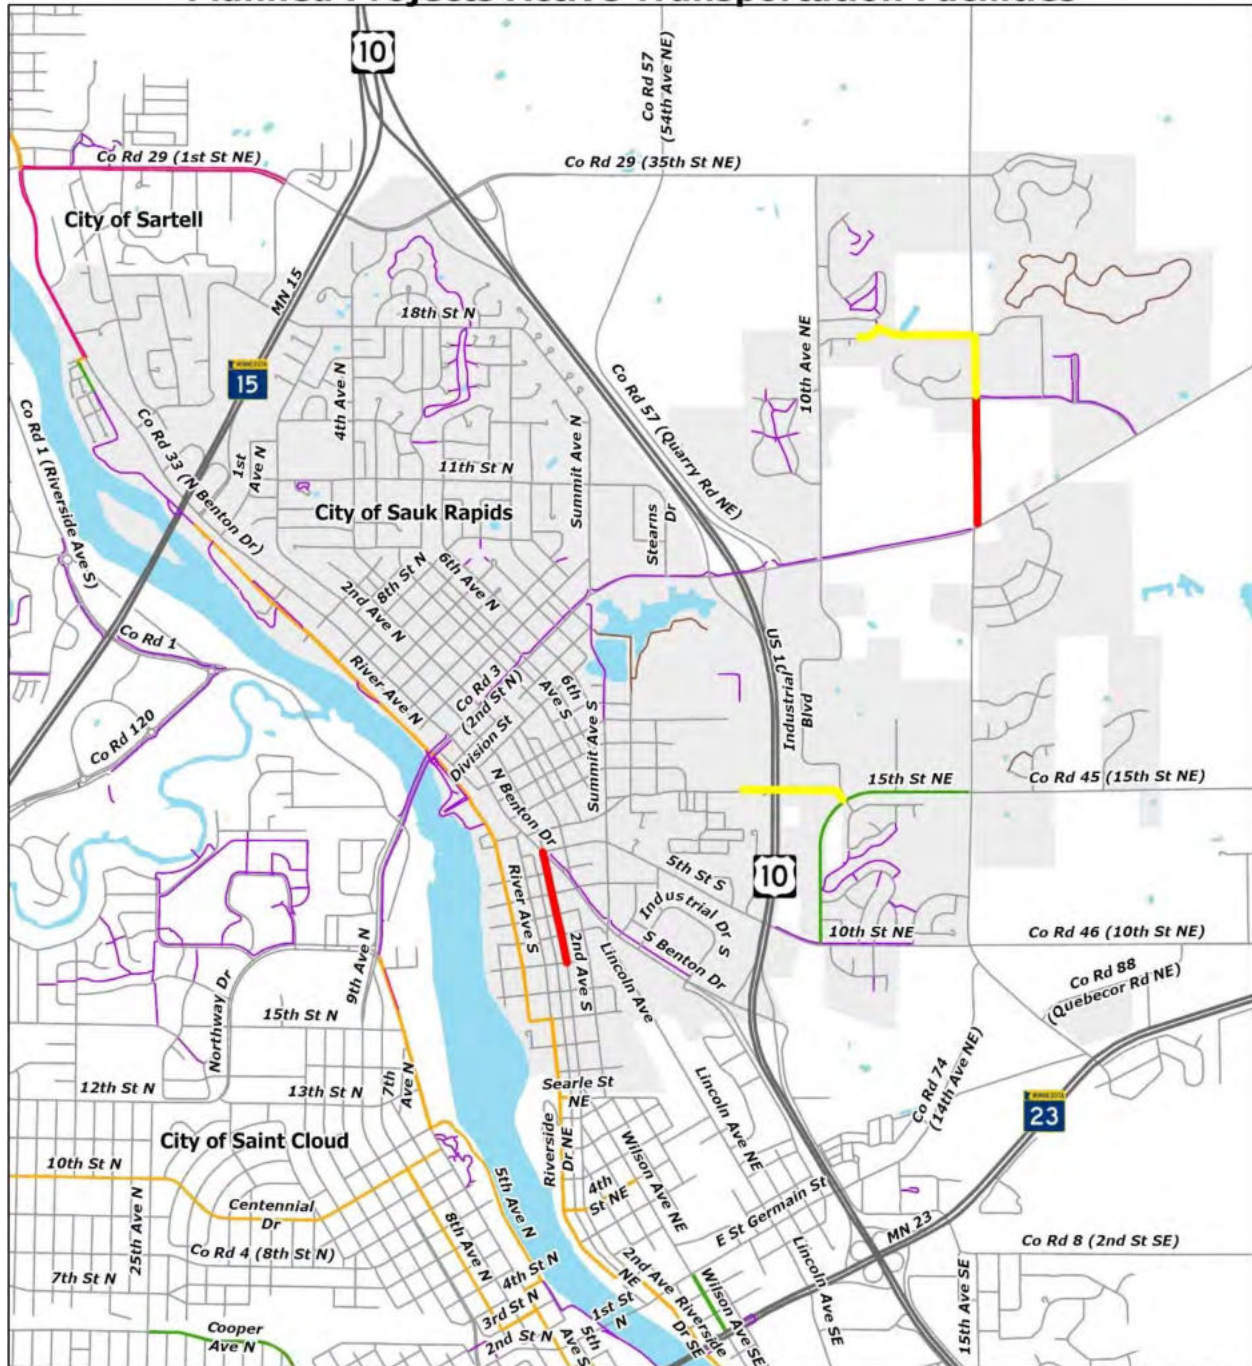 Planned Projects Active Transportation Facilities
10
Co Rd 57
(54th Ave NE)
Co Rd 29 (1st St NE)
Co Rd 29 (35th St NE)
City of Sartell
MN 15
18th St N
10th Ave NE
MINNESOTA
15
4th Ave N
Co Rd 57 (Quarry Rd NE)
Co Rd 1 (Riverside Ave S)
Co Rd 33 (N Benton Dr)
1st
Ave N
11th St N
Summit Ave N
Stearns
Dr
City of Sauk Rapids
8th St N
6th Ave N
2nd Ave N
Co Rd 1
River Ave N
Co Rd 3
(2nd St N)
6th
Ave S
US 10
Industrial
Blvd
Co Rd 120
Division St
Summit Ave S
N Benton Dr
15th St NE
Co Rd 45 (15th St NE)
5th St S
10
River Ave S
Industrial Dr
S
2nd Ave S
S Benton Dr
10th St NE
Co Rd 46 (10th St NE)
Lincoln Ave
Co Rd 88
(Quebecor Rd NE)
9th Ave N
Northway Dr
15th St N
12th St N
13th St N
7th
Ave N
Searle St
NE
Lincoln Ave NE
Co Rd 74
(14th Ave NE)
MINNESOTA
23
City of Saint Cloud
Riverside
Dr NE
Wilson Ave NE
10th St N
25th Ave N
Centennial
Dr
5th Ave N
4th
St NE
E St Germain St
MN 23
Co Rd 4 (8th St N)
8th Ave N
Co Rd 8 (2nd St SE)
7th St N
4th St N
3rd St N
2nd St N
1st St
N
2nd Ave
NE
Riverside
Dr SE
Wilson Ave SE
Lincoln Ave SE
15th Ave SE
Cooper
Ave N
5th
Ave S